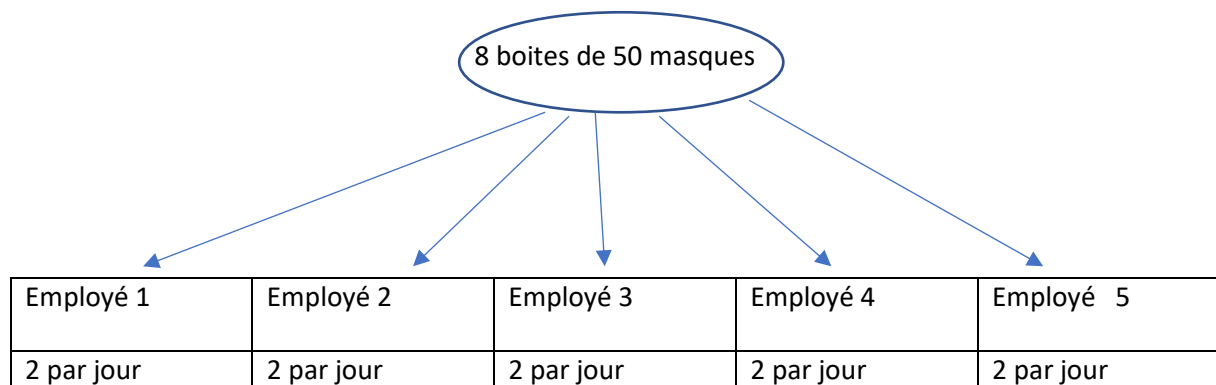 8 boites de 50 masques
Employé 1 Employé 2 Employé 3 Employé 4 Employé 5
2 par jour 2 par jour 2 par jour 2 par jour 2 par jour